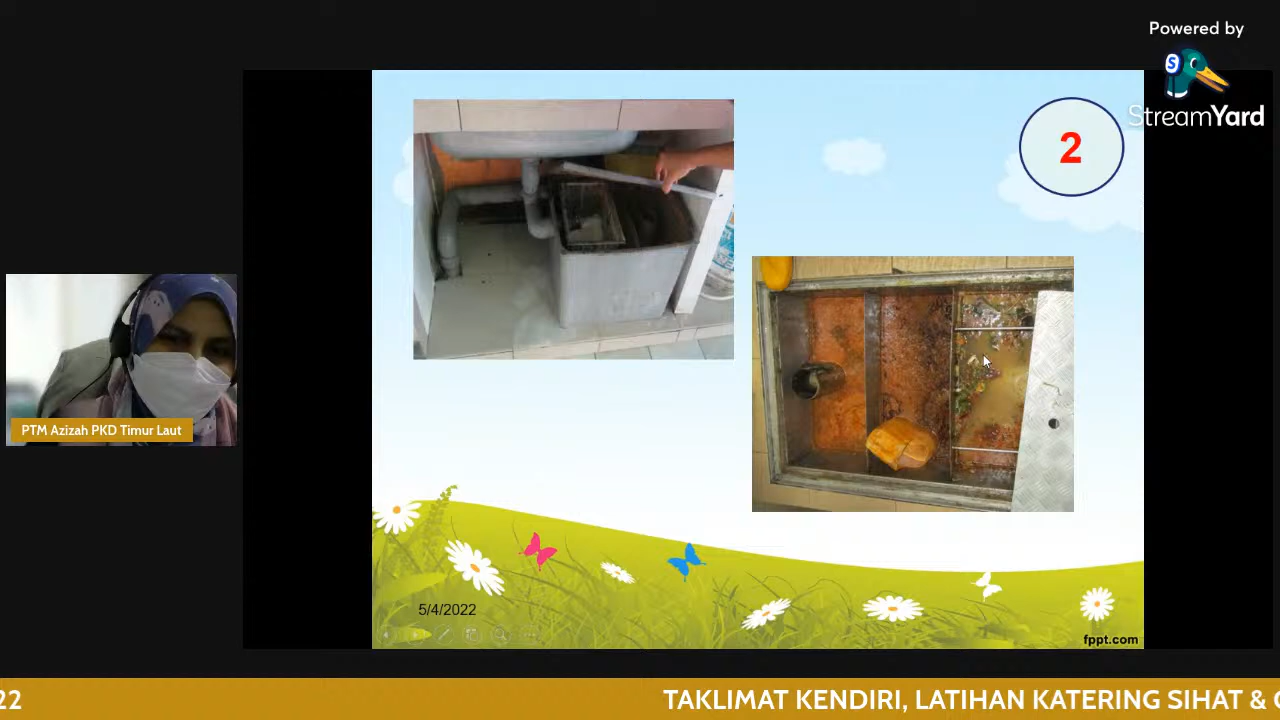 Powered by
StreamYard
2
PTM Azizah PKD Timur Laut
5/4/2022
fppt.com
22
TAKLIMAT KENDIRI, LATIHAN KATERING SIHAT &